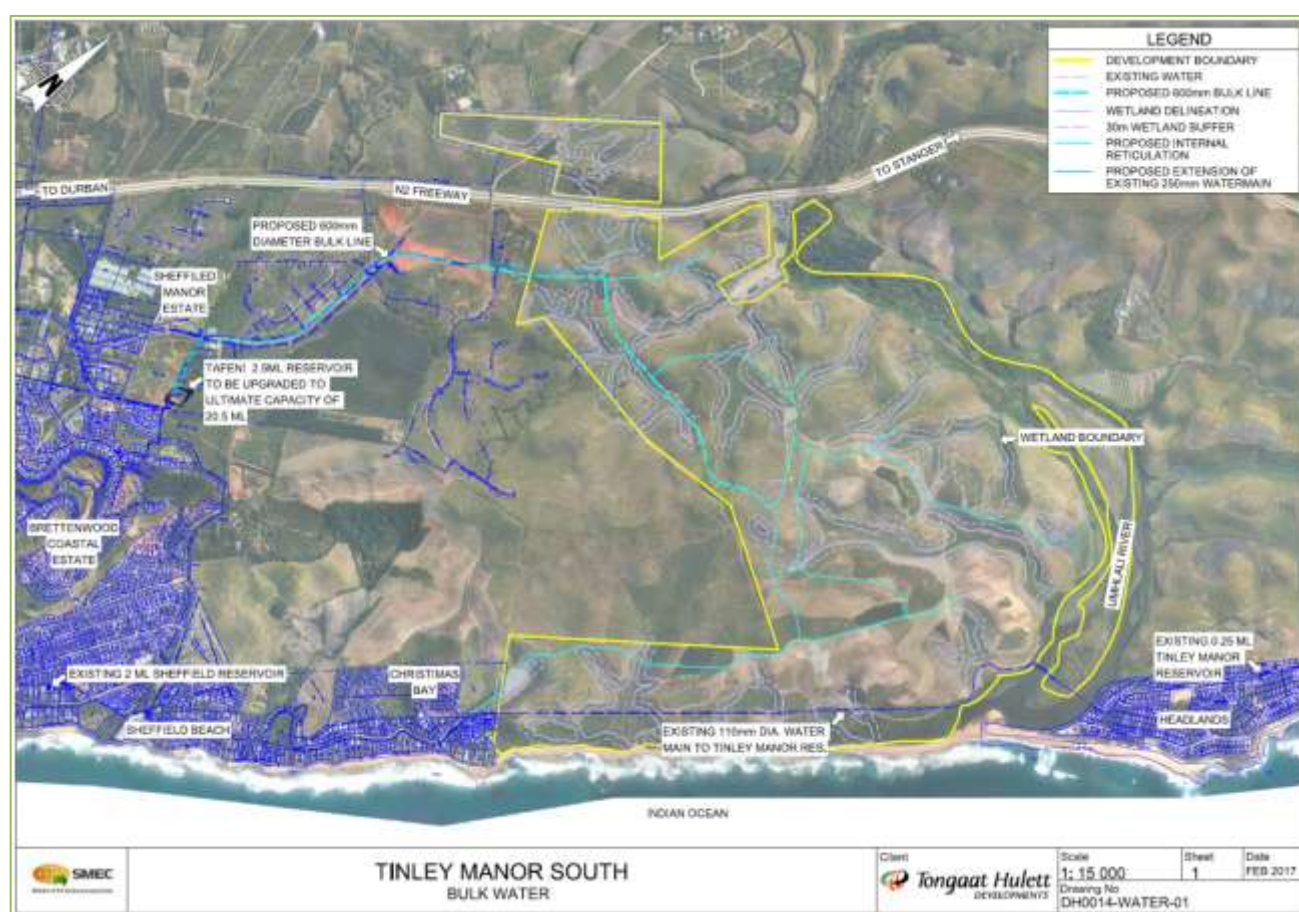 N
LEGEND
DEVELOPMENT BOUNDARY
EXISTING WATER
PROPOSED 600mm BULK LINE
WETLAND DELINEATION
30m WETLAND BUFFER
PROPOSED INTERNAL
RETICULATION
PROPOSED EXTENSION OF
EXISTING 250mm WATERMAIN
TO STANGER
TO DURBAN
N2 FREEWAY
PROPOSED 600mm
DIAMETER BULK LINE
SHEFFILED
MANOR
ESTATE
TAFENI 2.9ML RESERVOIR
TO BE UPGRADED TO
ULTIMATE CAPACITY OF
20.5 ML
WETLAND BOUNDARY
BRETTENWOOD
COASTAL
ESTATE
UMHLALI RIVER
EXISTING 2 ML SHEFFIELD RESERVOIR
CHRISTMAS
BAY
EXISTING 0.25 ML
TINLEY MANOR
RESERVOIR
SHEFFIELD BEACH
EXISTING 110mm DIA. WATER
MAIN TO TINLEY MANOR RES.
HEADLANDS
INDIAN OCEAN
SMEC
TINLEY MANOR SOUTH
BULK WATER
Client
Tongaat Hulett
DEVELOPMENTS
Scale
1: 15 000
Sheet
1
Date
FEB 2017
Drawing No
DH0014-WATER-01